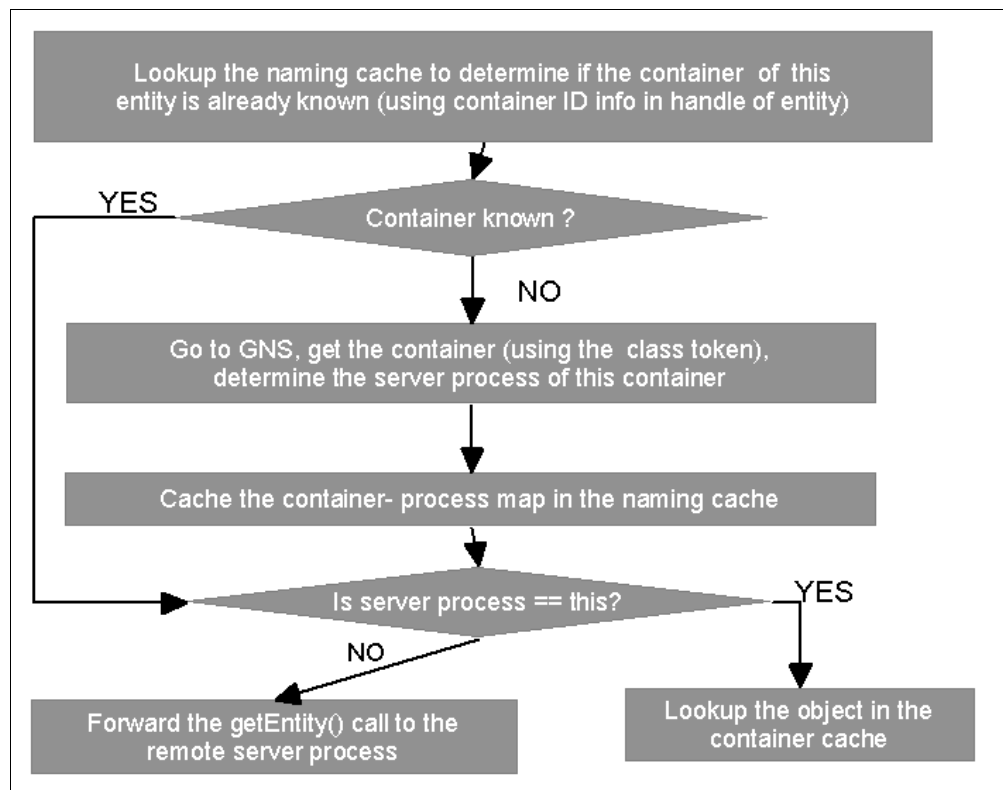 Lookup the naming cache to determine if the container of this
entity is already known (using container ID info in handle of entity)
YES
Container known ?
NO
Go to GNS, get the container (using the class token),
determine the server process of this container
Cache the container- process map in the naming cache
Is server process == this?
YES
NO
Forward the getEntity() call to the
remote server process
Lookup the object in the
container cache